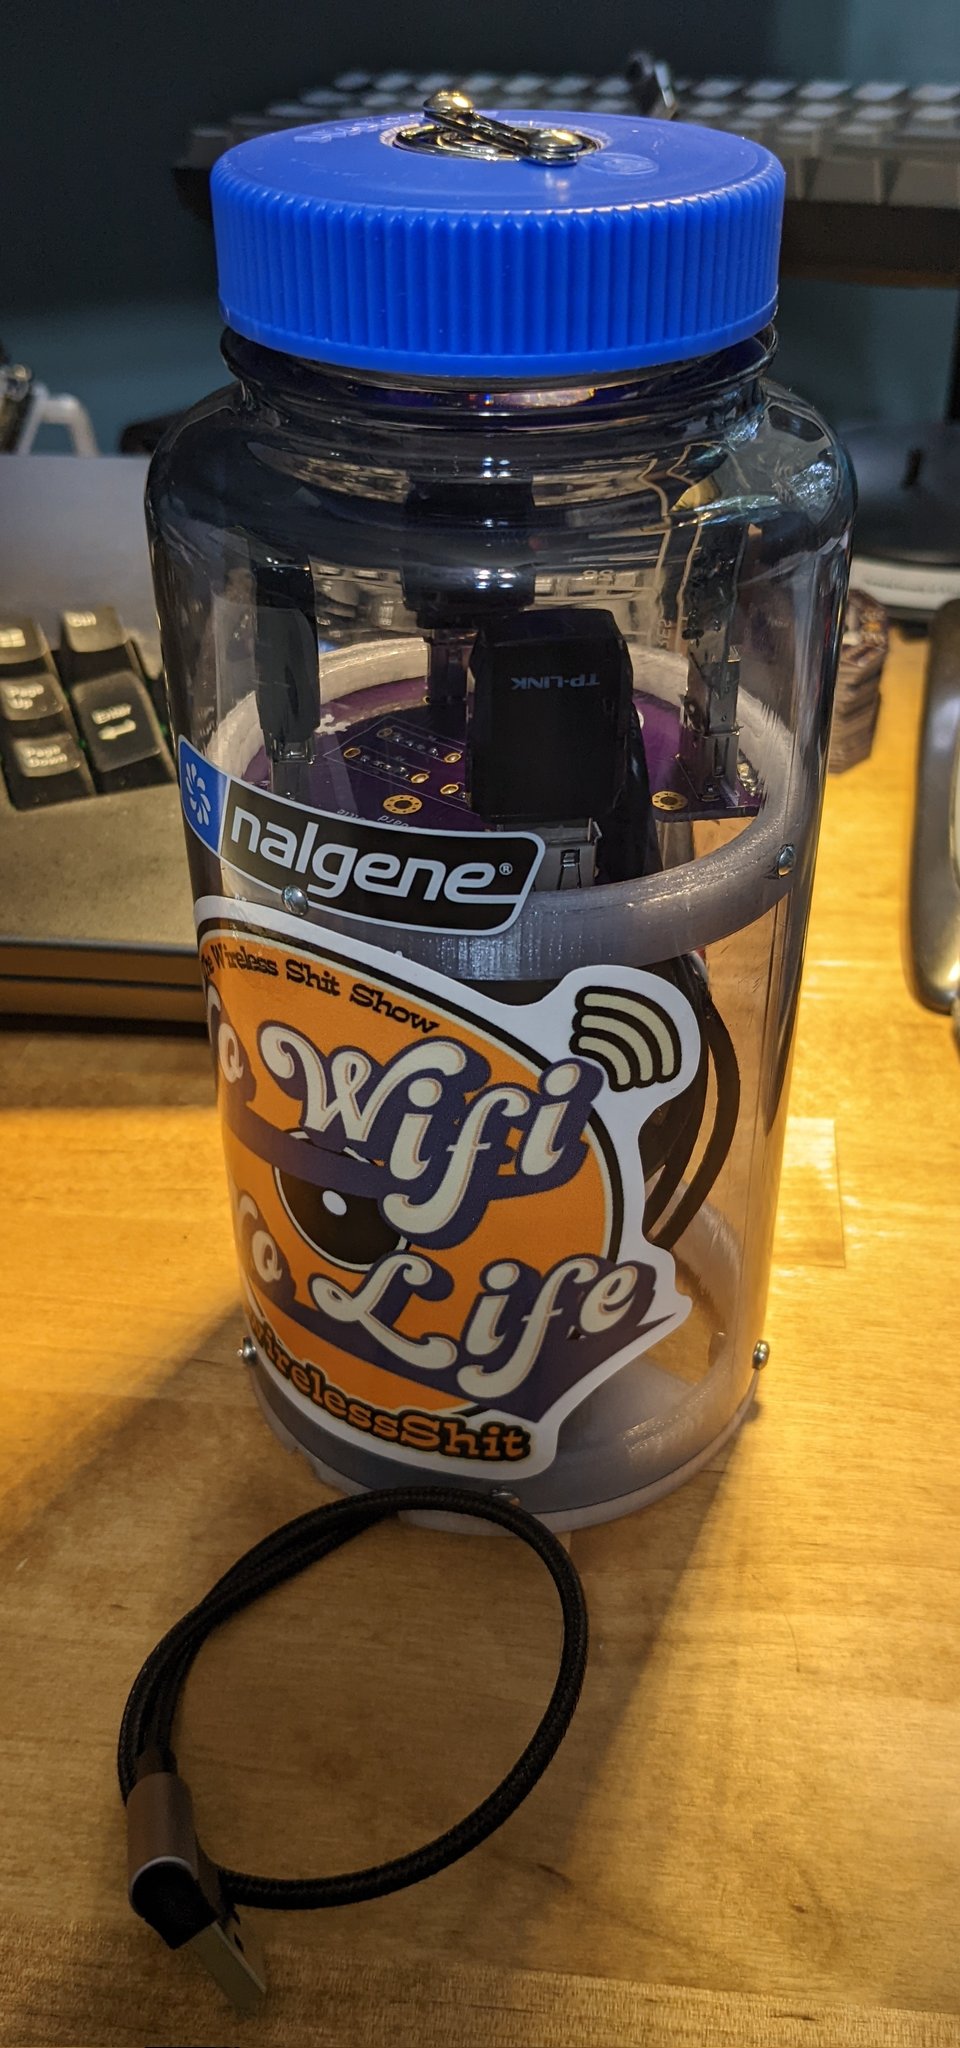 TP-LINK
nalgene®
Wireless Shit Show
Wifi
Life
wirelessShit
Page
Up
Enter
Page
Down